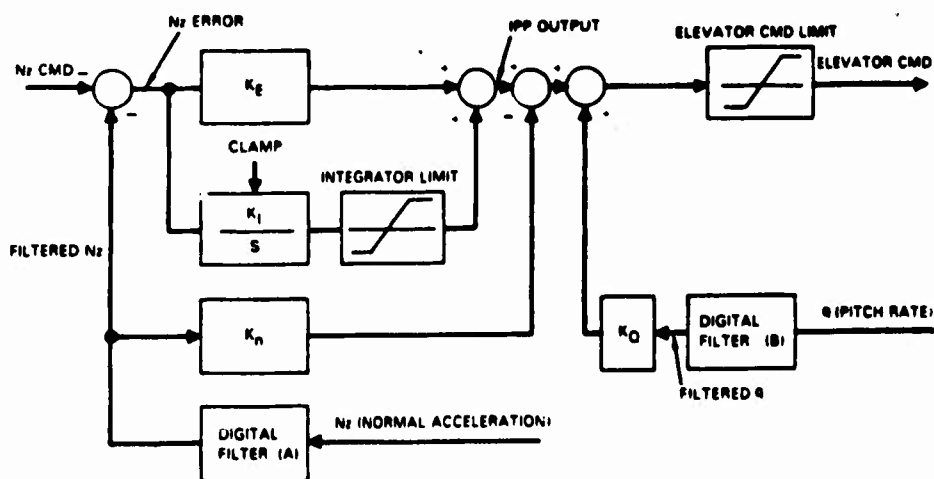 Nz ERROR
IPP OUTPUT
ELEVATOR CMD LIMIT
ELEVATOR CMD
Nz CMD -
-
KE
+
+
+
-
+
+
CLAMP
INTEGRATOR LIMIT
KI
S
FILTERED Nz
Kn
KQ
DIGITAL
FILTER (B)
Q (PITCH RATE)
FILTERED Q
DIGITAL
FILTER (A)
Nz (NORMAL ACCELERATION)